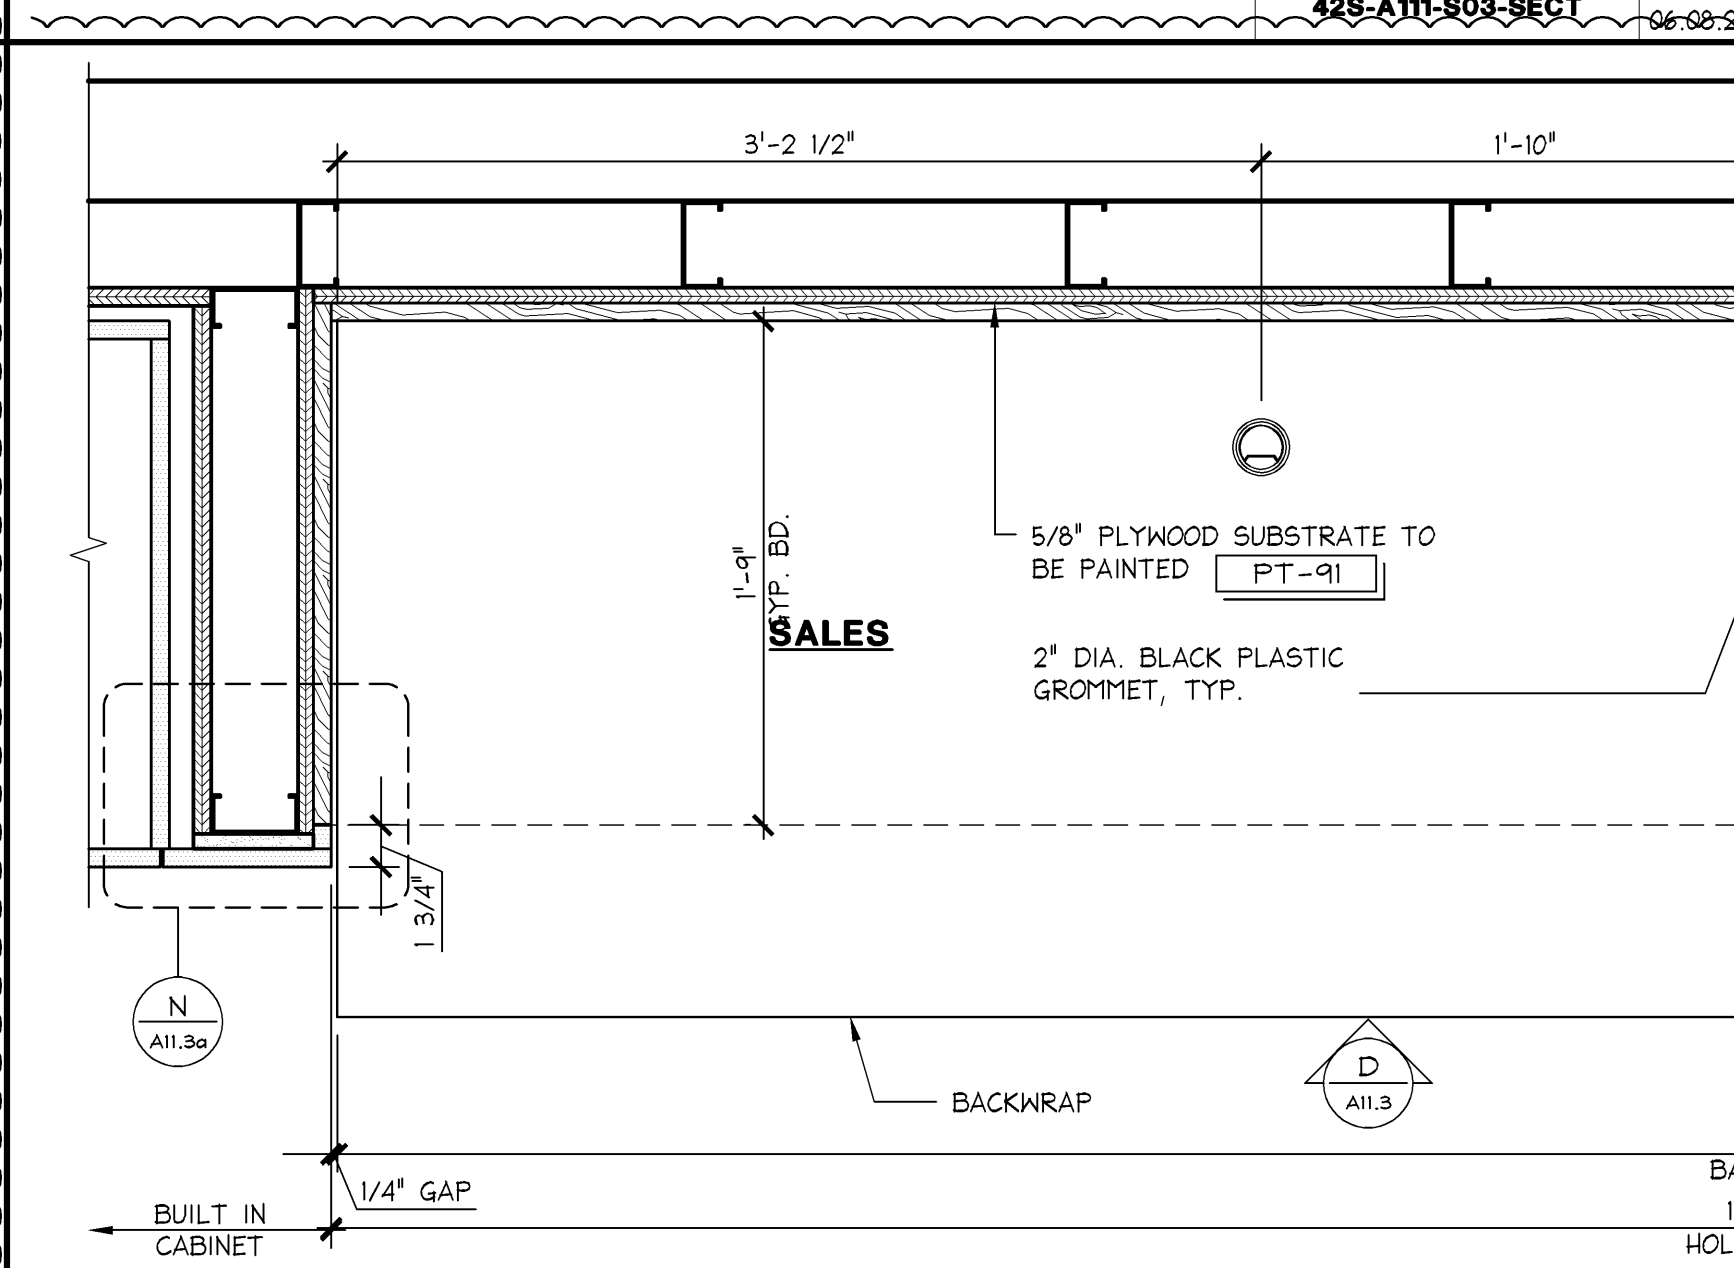 42S-A111-S03-SECT
06.08.2
3'-2 1/2"
1'-10"
5/8" PLYWOOD SUBSTRATE TO
BE PAINTED PT-91
1'-9"
GYP. BD.
SALES
2" DIA. BLACK PLASTIC
GROMMET, TYP.
1 3/4"
N
A11.3a
D
A11.3
BACKWRAP
BA
1/4" GAP
1
BUILT IN
CABINET
HOL